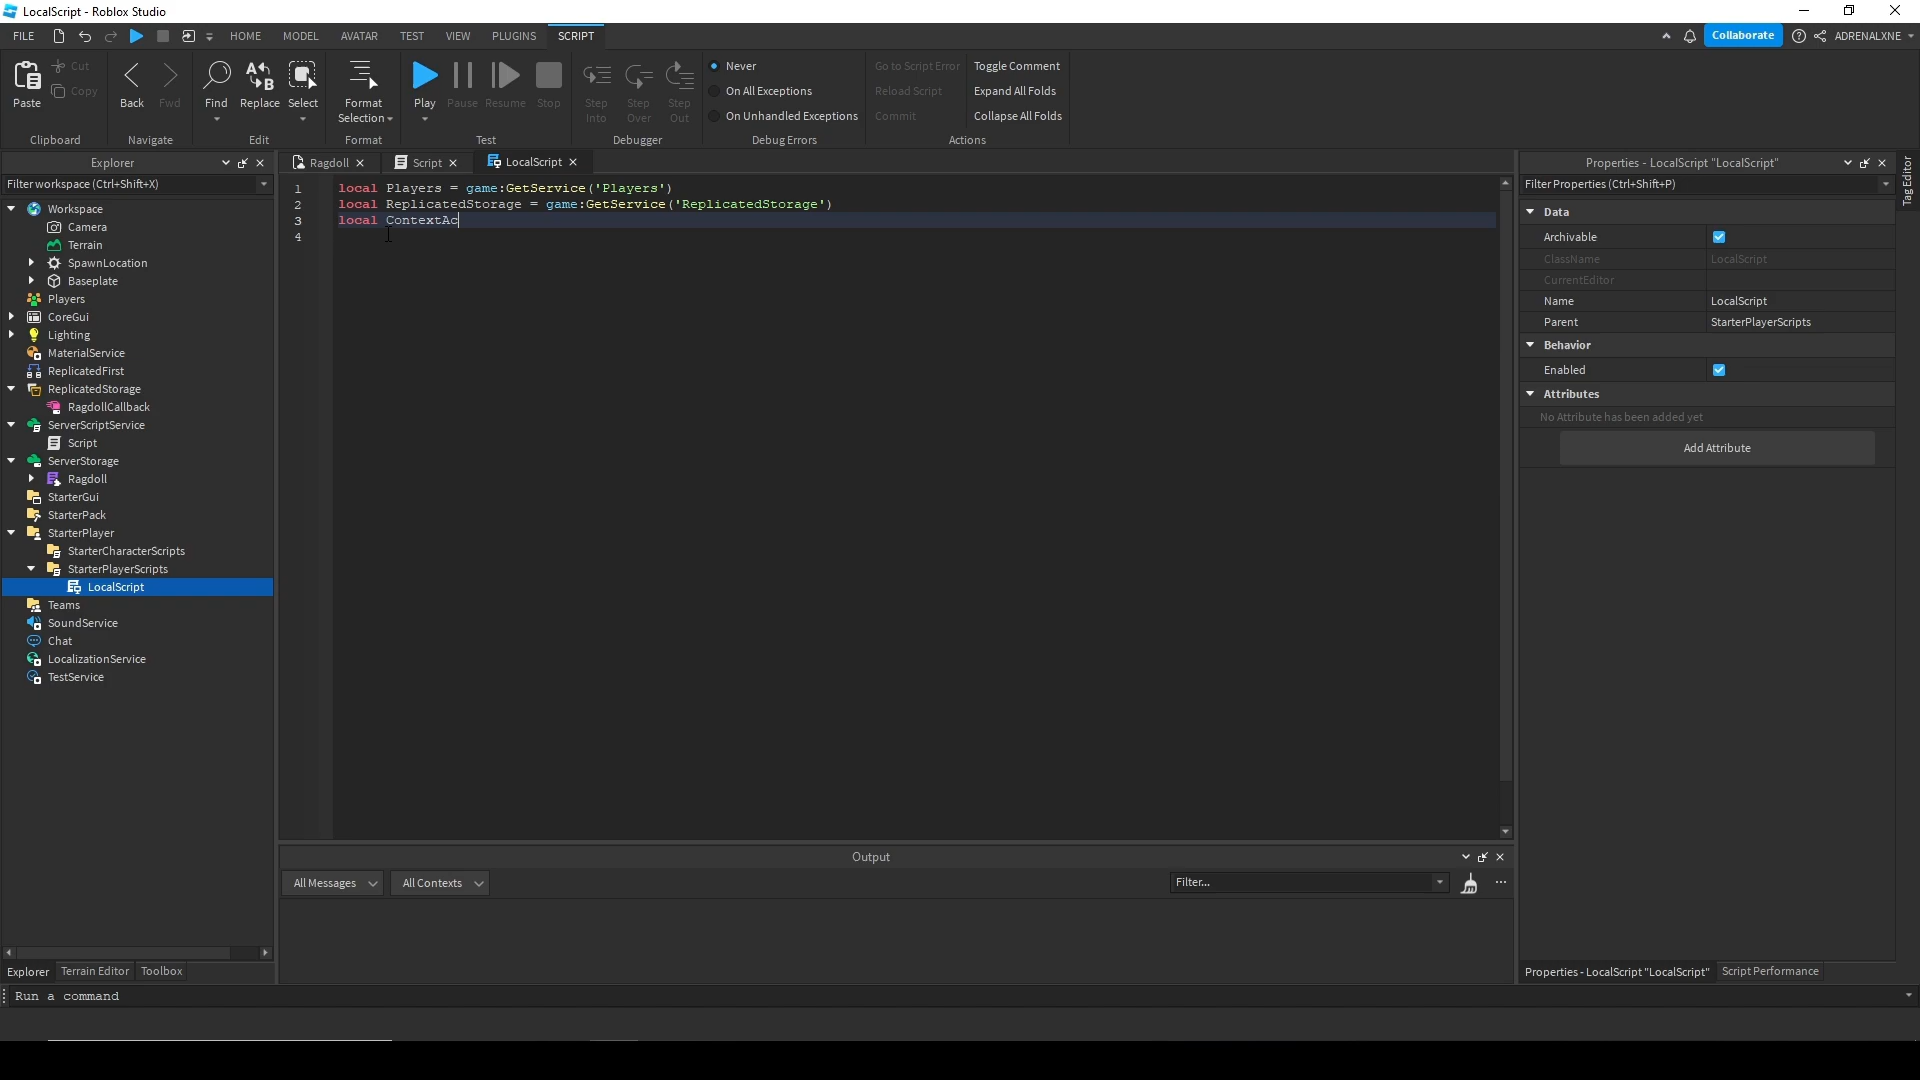 LocalScript - Roblox Studio
FILE HOME MODEL AVATAR TEST VIEW PLUGINS SCRIPT Collaborate ADRENALXNE
Paste Cut Copy Back Fwd Find Replace Select Format Selection Play Pause Resume Stop Step Into Step Over Step Out
Never Go to Script Error Toggle Comment
On All Exceptions Reload Script Expand All Folds
On Unhandled Exceptions Commit Collapse All Folds
Clipboard Navigate Edit Format Test Debugger Debug Errors Actions
Explorer
Filter workspace (Ctrl+Shift+X)
Workspace
Camera
Terrain
SpawnLocation
Baseplate
Players
CoreGui
Lighting
MaterialService
ReplicatedFirst
ReplicatedStorage
RagdollCallback
ServerScriptService
Script
ServerStorage
Ragdoll
StarterGui
StarterPack
StarterPlayer
StarterCharacterScripts
StarterPlayerScripts
LocalScript
Teams
SoundService
Chat
LocalizationService
TestService
Explorer Terrain Editor Toolbox
Ragdoll Script LocalScript
1 local Players = game:GetService('Players')
2 local ReplicatedStorage = game:GetService('ReplicatedStorage')
3 local ContextAc
4
Output
All Messages All Contexts Filter...
Properties - LocalScript "LocalScript"
Filter Properties (Ctrl+Shift+P)
Data
Archivable
ClassName LocalScript
CurrentEditor
Name LocalScript
Parent StarterPlayerScripts
Behavior
Enabled
Attributes
No Attribute has been added yet
Add Attribute
Properties - LocalScript "LocalScript" Script Performance
Tag Editor
Run a command